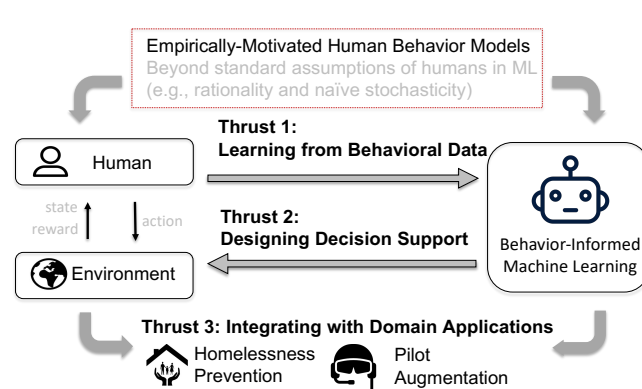 Empirically-Motivated Human Behavior Models
Beyond standard assumptions of humans in ML
(e.g., rationality and naïve stochasticity)
Thrust 1:
Learning from Behavioral Data
Human
state
reward
action
Thrust 2:
Designing Decision Support
Environment
Behavior-Informed
Machine Learning
Thrust 3: Integrating with Domain Applications
Homelessness
Prevention
Pilot
Augmentation